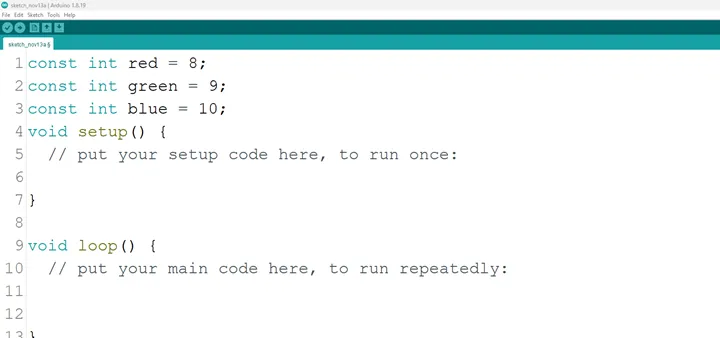 sketch_nov13a | Arduino 1.8.19
File Edit Sketch Tools Help
sketch_nov13a §
1 const int red = 8;
2 const int green = 9;
3 const int blue = 10;
4 void setup() {
5 // put your setup code here, to run once:
6
7 }
8
9 void loop() {
10 // put your main code here, to run repeatedly:
11
12
13 }